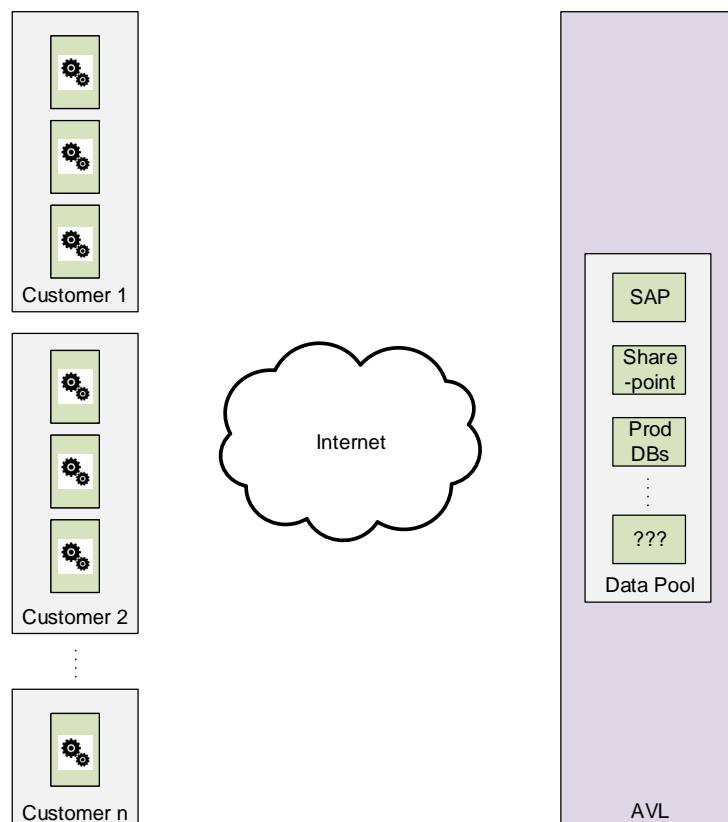 Customer 1
Customer 2
Customer n
Internet
SAP
Share
-point
Prod
DBs
???
Data Pool
AVL